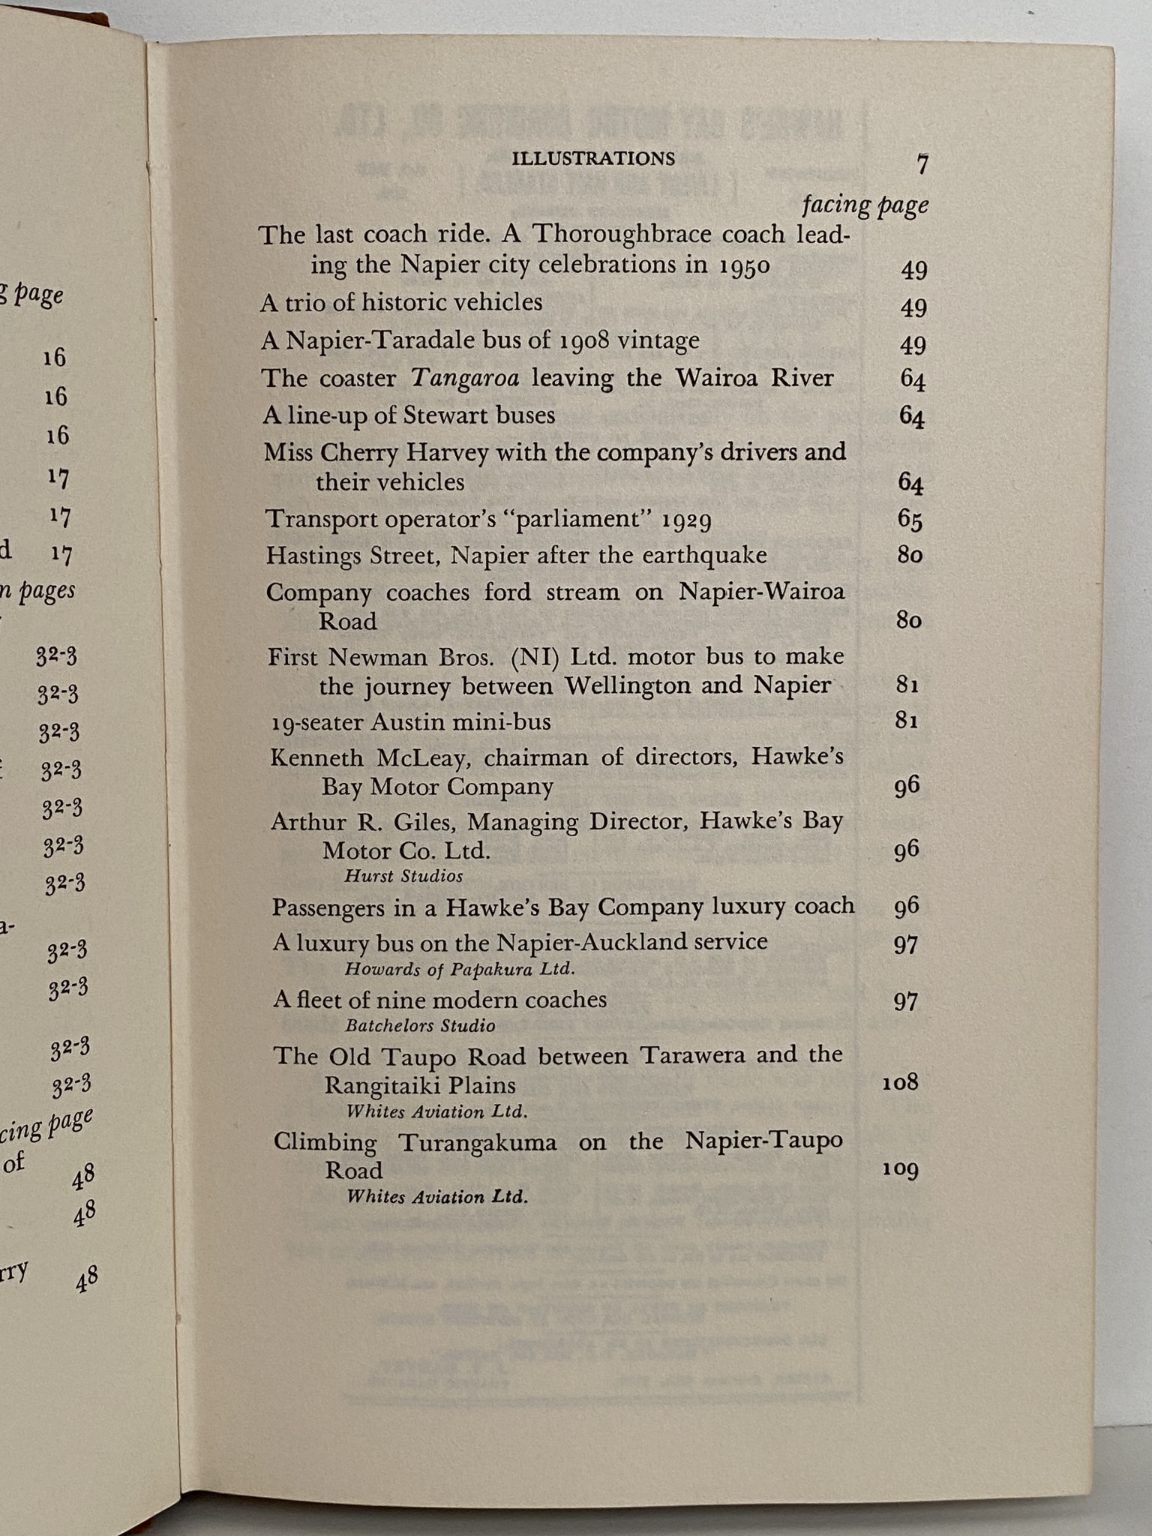 g page
16
16
16
17
17
d 17
n pages
32-3
32-3
32-3
32-3
32-3
32-3
32-3
a-
32-3
32-3
32-3
32-3
cing page
of
48
48
rry
48
ILLUSTRATIONS 7
facing page
The last coach ride. A Thoroughbrace coach lead-
ing the Napier city celebrations in 1950 49
A trio of historic vehicles 49
A Napier-Taradale bus of 1908 vintage 49
The coaster Tangaroa leaving the Wairoa River 64
A line-up of Stewart buses 64
Miss Cherry Harvey with the company's drivers and
their vehicles 64
Transport operator's "parliament" 1929 65
Hastings Street, Napier after the earthquake 80
Company coaches ford stream on Napier-Wairoa
Road 80
First Newman Bros. (NI) Ltd. motor bus to make
the journey between Wellington and Napier 81
19-seater Austin mini-bus 81
Kenneth McLeay, chairman of directors, Hawke's
Bay Motor Company 96
Arthur R. Giles, Managing Director, Hawke's Bay
Motor Co. Ltd. 96
Hurst Studios
Passengers in a Hawke's Bay Company luxury coach 96
A luxury bus on the Napier-Auckland service 97
Howards of Papakura Ltd.
A fleet of nine modern coaches 97
Batchelors Studio
The Old Taupo Road between Tarawera and the
Rangitaiki Plains 108
Whites Aviation Ltd.
Climbing Turangakuma on the Napier-Taupo
Road 109
Whites Aviation Ltd.